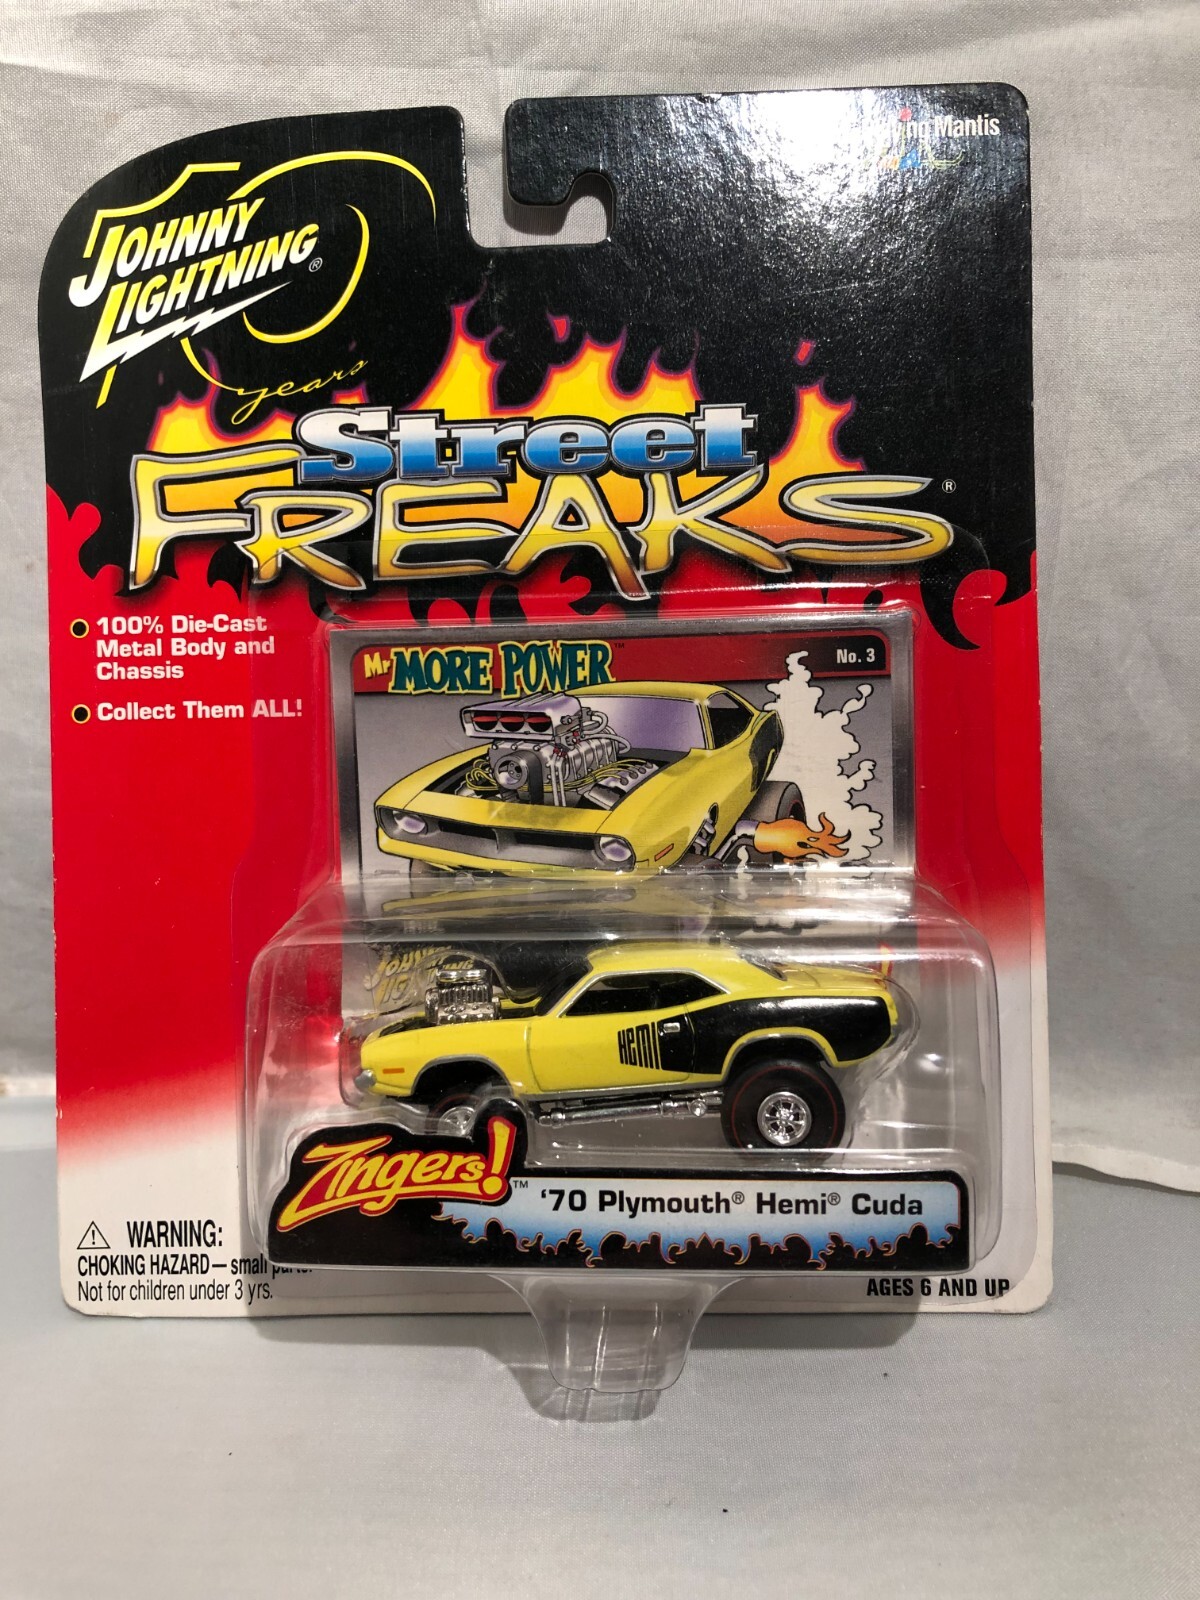 Mantis
JOHNNY
LIGHTNING®
years
Street
FREAKS®
100% Die-Cast
Metal Body and
Chassis
Collect Them ALL!
Mr MORE POWER™
No. 3
HEMI
Zingers!™
'70 Plymouth® Hemi® Cuda
WARNING:
CHOKING HAZARD — small parts.
Not for children under 3 yrs.
AGES 6 AND UP